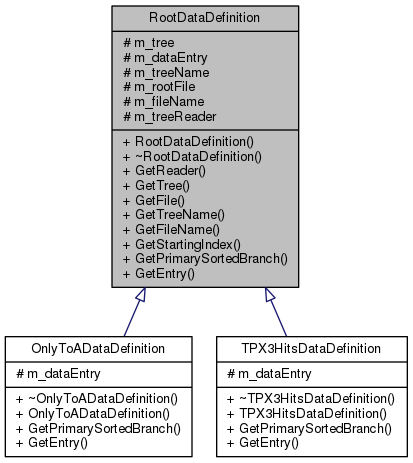 RootDataDefinition
# m_tree
# m_dataEntry
# m_treeName
# m_rootFile
# m_fileName
# m_treeReader
+ RootDataDefinition()
+ ~RootDataDefinition()
+ GetReader()
+ GetTree()
+ GetFile()
+ GetTreeName()
+ GetFileName()
+ GetStartingIndex()
+ GetPrimarySortedBranch()
+ GetEntry()
OnlyToADataDefinition
# m_dataEntry
+ ~OnlyToADataDefinition()
+ OnlyToADataDefinition()
+ GetPrimarySortedBranch()
+ GetEntry()
TPX3HitsDataDefinition
# m_dataEntry
+ ~TPX3HitsDataDefinition()
+ TPX3HitsDataDefinition()
+ GetPrimarySortedBranch()
+ GetEntry()